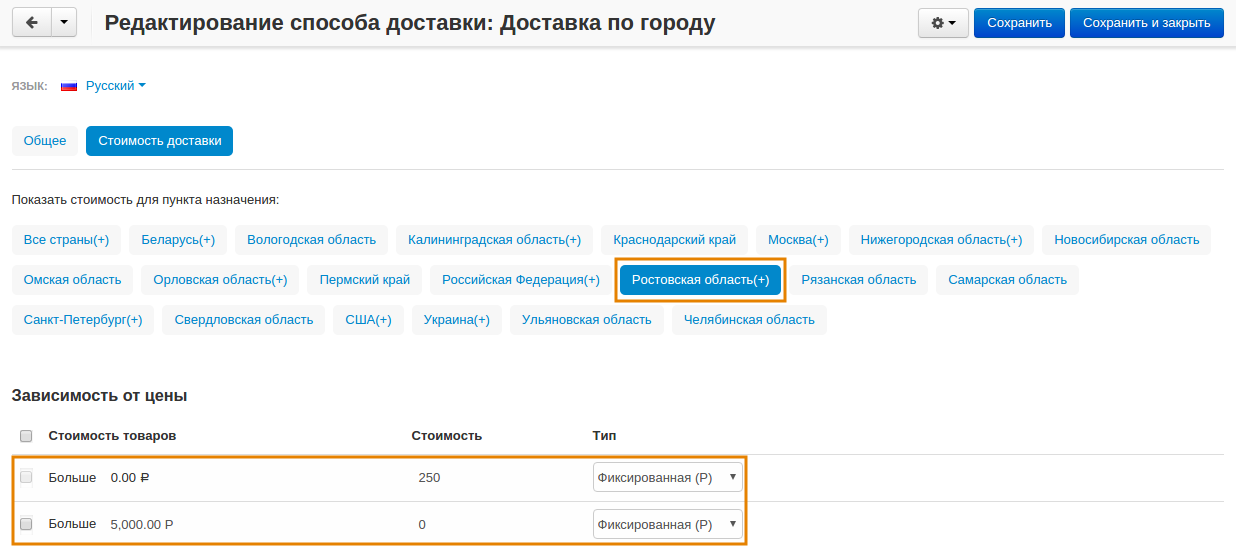 Редактирование способа доставки: Доставка по городу
Сохранить
Сохранить и закрыть
ЯЗЫК: Русский
Общее Стоимость доставки
Показать стоимость для пункта назначения:
Все страны(+) Беларусь(+) Вологодская область Калининградская область(+) Краснодарский край Москва(+) Нижегородская область(+) Новосибирская область
Омская область Орловская область(+) Пермский край Российская Федерация(+) Ростовская область(+) Рязанская область Самарская область
Санкт-Петербург(+) Свердловская область США(+) Украина(+) Ульяновская область Челябинская область
Зависимость от цены
Стоимость товаров Стоимость Тип
Больше 0.00 ₽ 250 Фиксированная (Р)
Больше 5,000.00 Р 0 Фиксированная (Р)